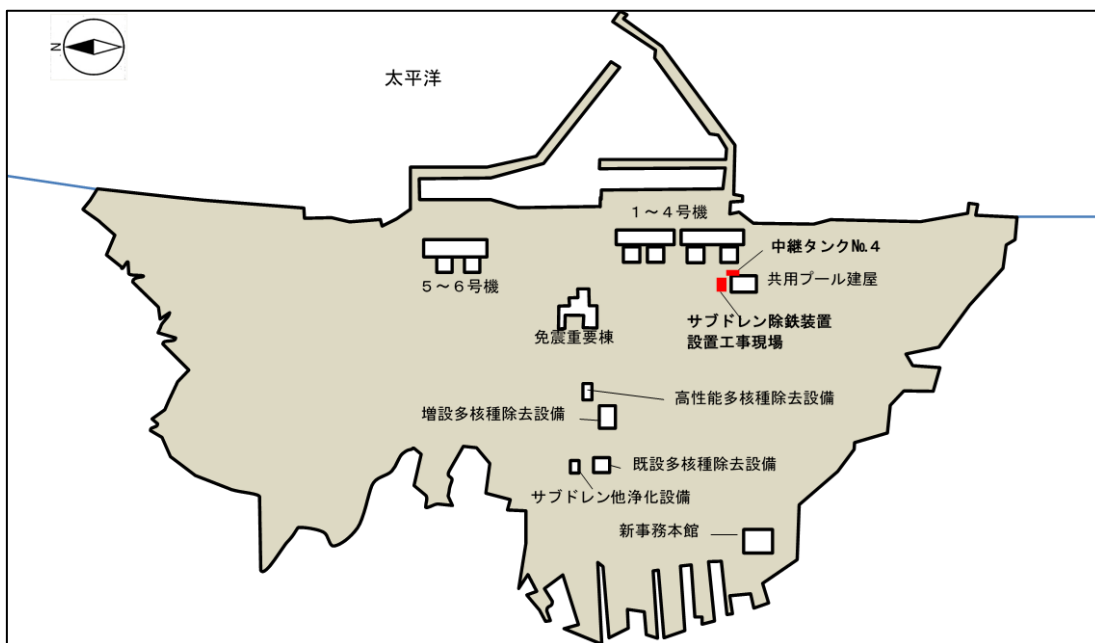 N
太平洋
1～4号機
中継タンク№4
共用プール建屋
5～6号機
サブドレン除鉄装置
設置工事現場
免震重要棟
高性能多核種除去設備
増設多核種除去設備
既設多核種除去設備
サブドレン他浄化設備
新事務本館